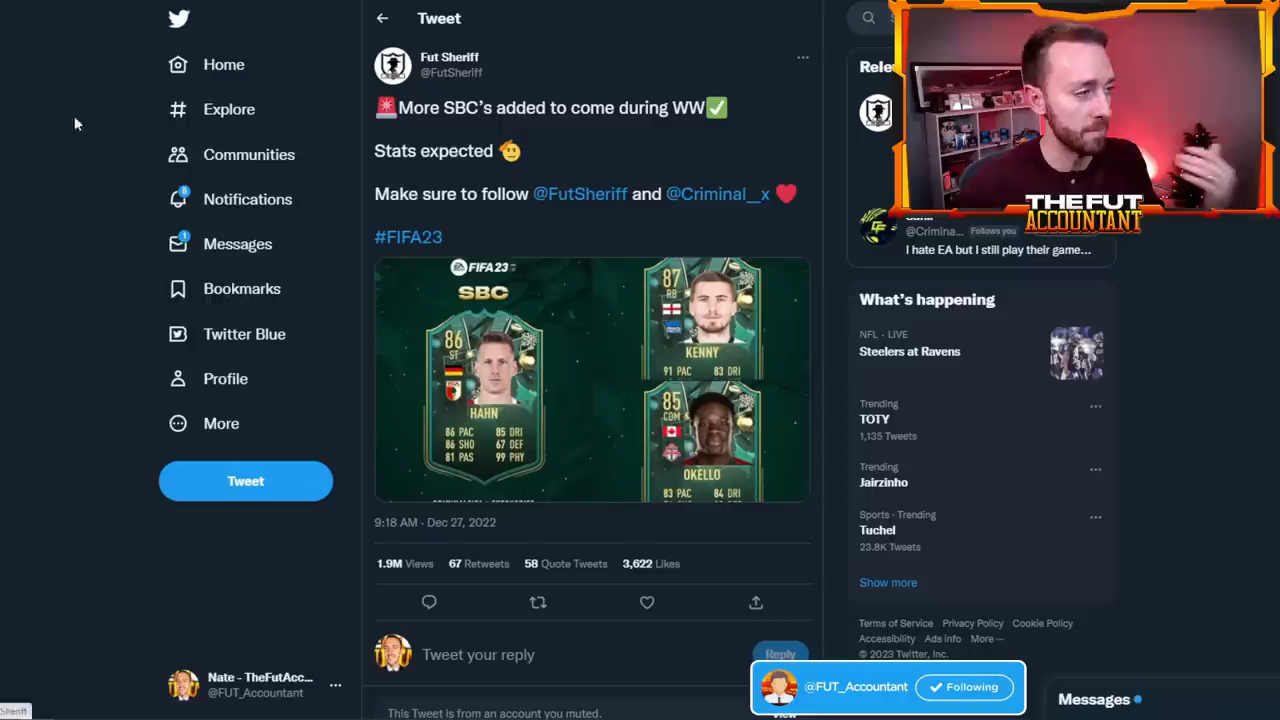 Home
Explore
Communities
5
Notifications
1
Messages
Bookmarks
Twitter Blue
Profile
More
Tweet
Nate - TheFutAcc...
@FUT_Accountant
Tweet
Fut Sheriff
@FutSheriff
🚨More SBC's added to come during WW✅
Stats expected 🫡
Make sure to follow @FutSheriff and @Criminal__x ❤️
#FIFA23
FIFA 23
SBC
86
ST
HAHN
86 PAC 85 DRI
86 SHO 67 DEF
81 PAS 99 PHY
87
RB
KENNY
91 PAC 83 DRI
85
CDM
OKELLO
83 PAC 84 DRI
9:18 AM · Dec 27, 2022
1.9M Views 67 Retweets 58 Quote Tweets 3,622 Likes
Tweet your reply
Reply
This Tweet is from an account you muted.
View
THE FUT
ACCOUNTANT
@Crimina... Follows you
I hate EA but I still play their game...
What's happening
NFL · LIVE
Steelers at Ravens
Trending
TOTY
1,135 Tweets
Trending
Jairzinho
Sports · Trending
Tuchel
23.8K Tweets
Show more
Terms of Service Privacy Policy Cookie Policy
Accessibility Ads info More ···
© 2023 Twitter, Inc.
@FUT_Accountant Following
Messages